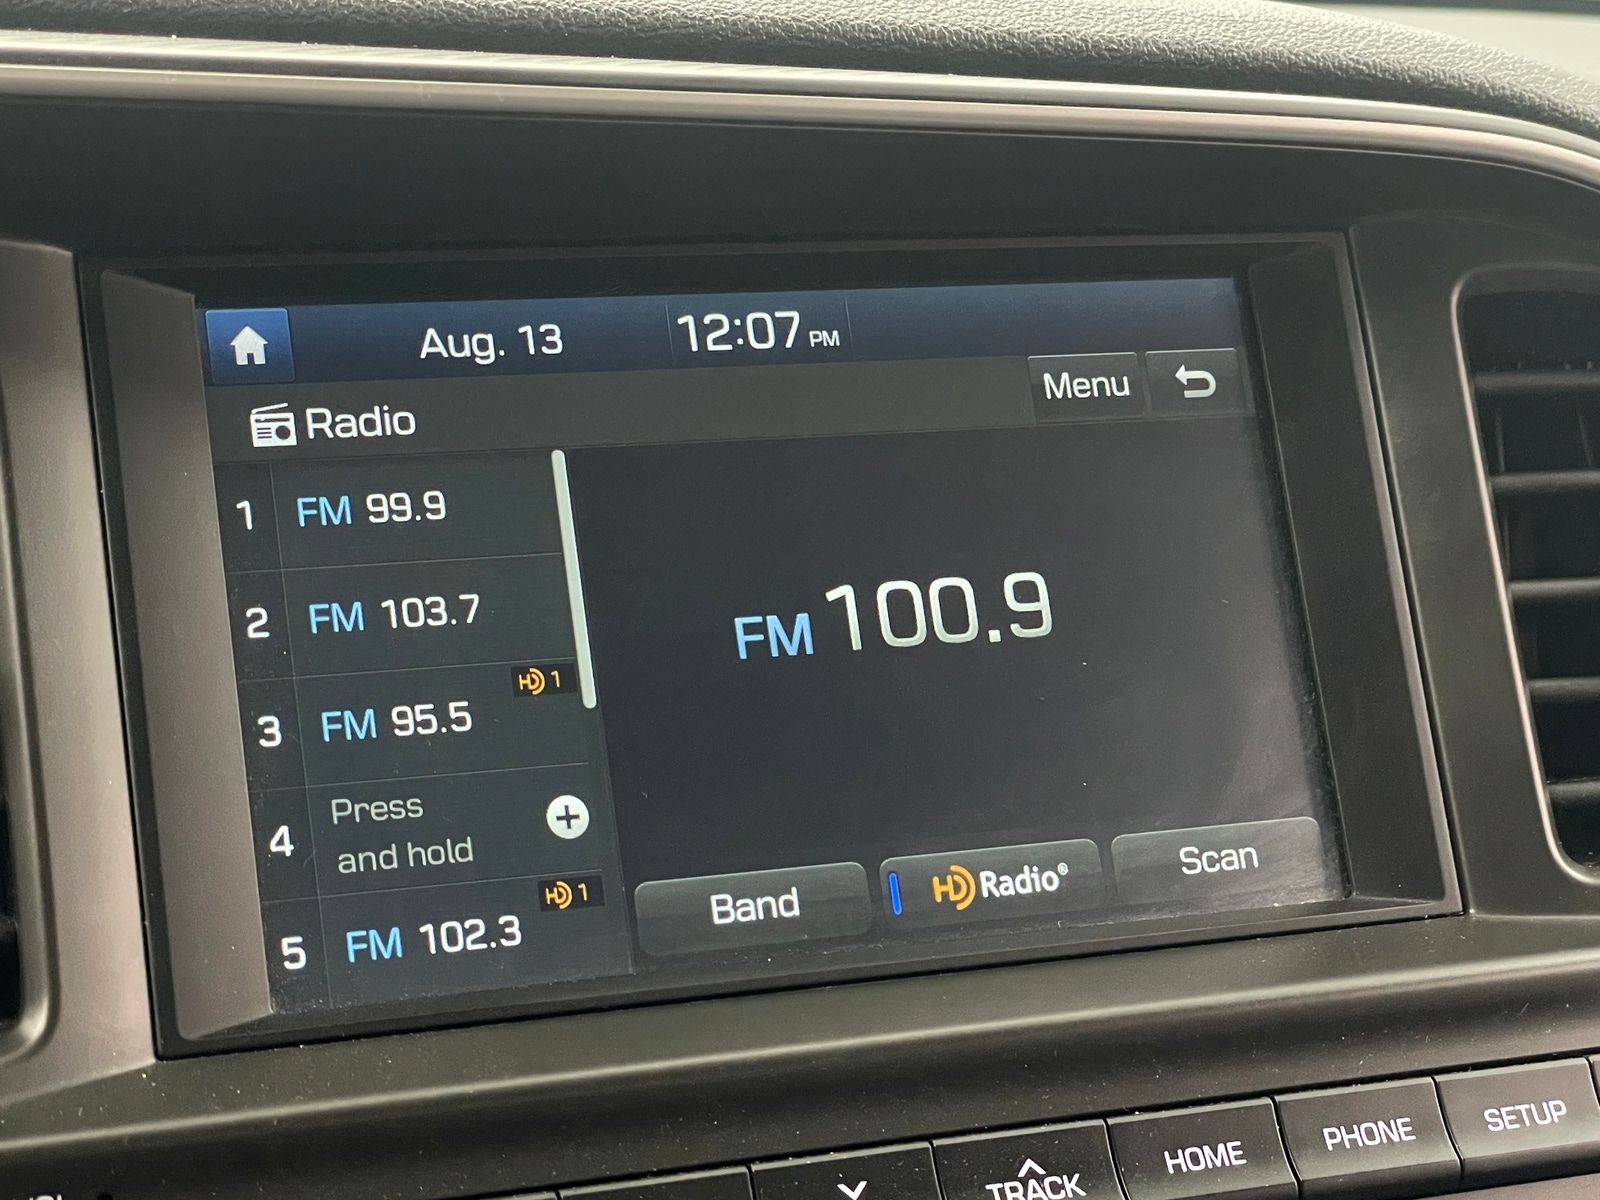 Aug. 13
12:07 PM
Radio
Menu
1 FM 99.9
2 FM 103.7
HD 1
3 FM 95.5
4 Press
and hold
HD 1
5 FM 102.3
FM 100.9
Band
HD Radio®
Scan
TRACK
HOME
PHONE
SETUP